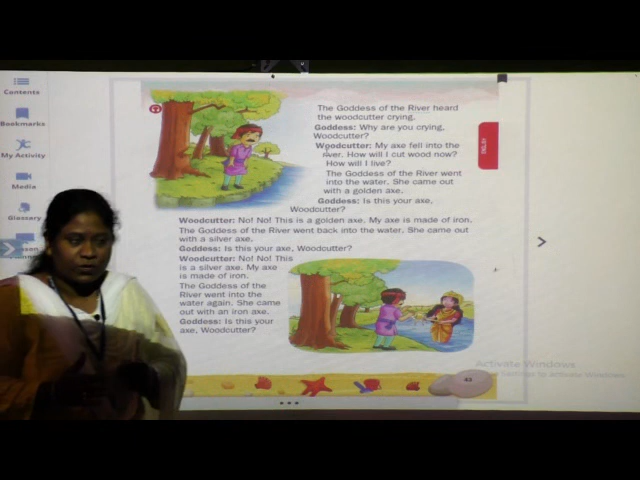 Contents
Bookmarks
My Activity
Media
Glossary
The Goddess of the River heard
the woodcutter crying.
Goddess: Why are you crying,
Woodcutter?
Woodcutter: My axe fell into the
river. How will I cut wood now?
How will I live?
The Goddess of the River went
into the water. She came out
with a golden axe.
Goddess: Is this your axe,
Woodcutter?
Woodcutter: No! No! This is a golden axe. My axe is made of iron.
The Goddess of the River went back into the water. She came out
with a silver axe.
Goddess: Is this your axe, Woodcutter?
Woodcutter: No! No! This
is a silver axe. My axe
is made of iron.
The Goddess of the
River went into the
water again. She came
out with an iron axe.
Goddess: Is this your
axe, Woodcutter?
ENGLISH
Activate Windows
Settings to activate Windows.